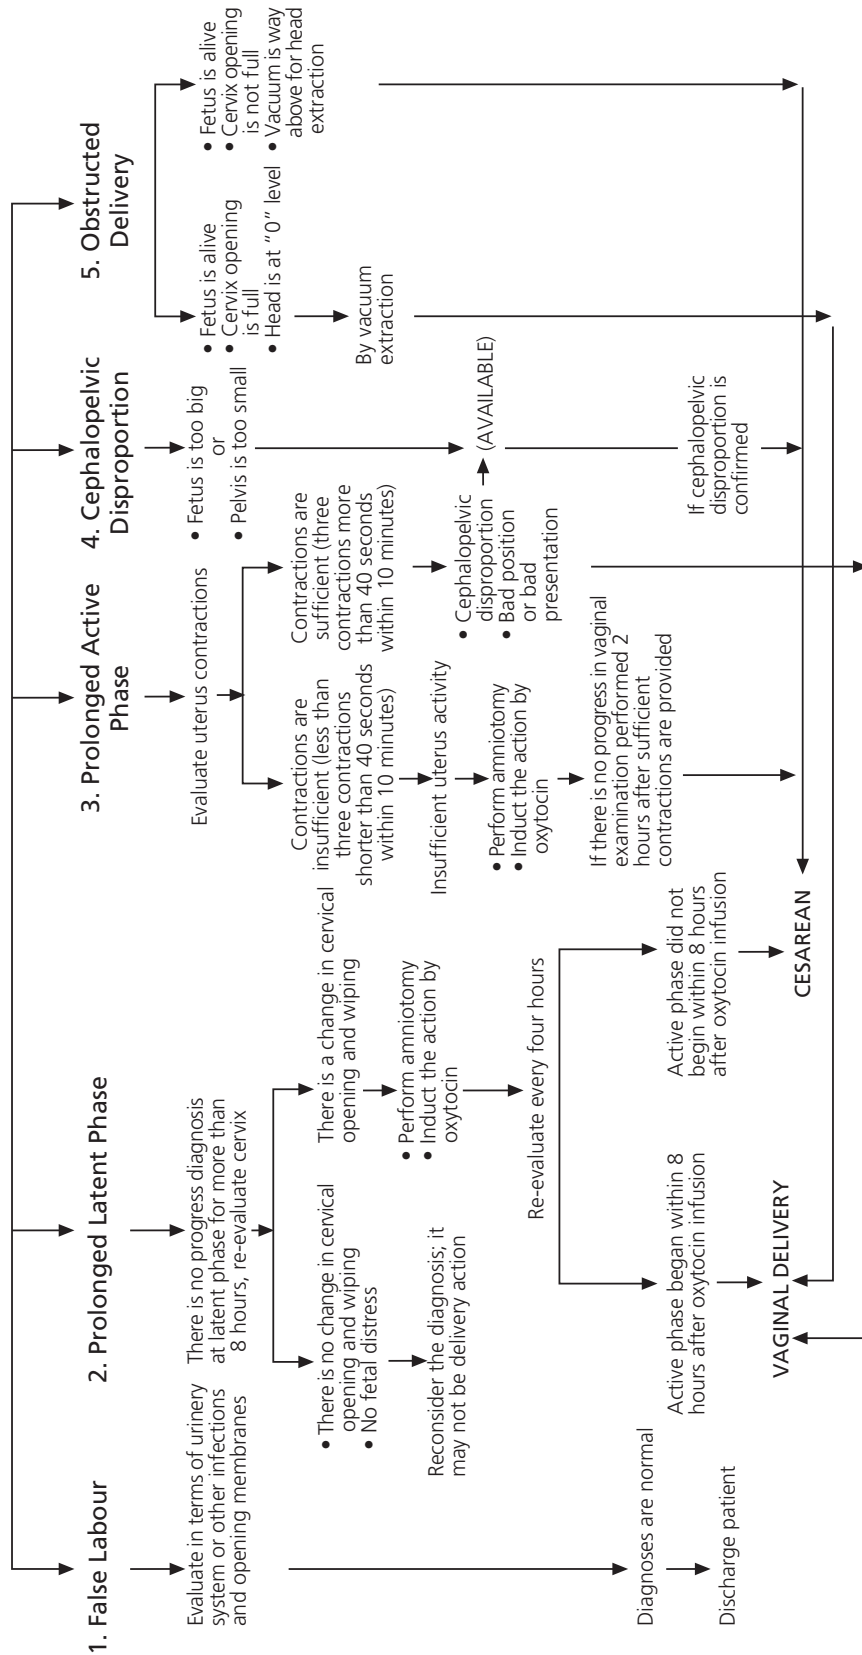 1. False Labour
Evaluate in terms of urinery
system or other infections
and opening membranes
Diagnoses are normal
Discharge patient
2. Prolonged Latent Phase
There is no progress diagnosis
at latent phase for more than
8 hours, re-evaluate cervix
• There is no change in cervical
opening and wiping
• No fetal distress
Reconsider the diagnosis; it
may not be delivery action
There is a change in cervical
opening and wiping
• Perform amniotomy
• Induct the action by
oxytocin
Re-evaluate every four hours
Active phase began within 8
hours after oxytocin infusion
VAGINAL DELIVERY
Active phase did not
begin within 8 hours
after oxytocin infusion
CESAREAN
3. Prolonged Active
Phase
Evaluate uterus contractions
Contractions are
insufficient (less than
three contractions
shorter than 40 seconds
within 10 minutes)
Insufficient uterus activity
• Perform amniotomy
• Induct the action by
oxytocin
If there is no progress in vaginal
examination performed 2
hours after sufficient
contractions are provided
Contractions are
sufficient (three
contractions more
than 40 seconds
within 10 minutes)
• Cephalopelvic
disproportion
• Bad position
or bad
presentation
4. Cephalopelvic
Disproportion
• Fetus is too big
or
• Pelvis is too small
(AVAILABLE)
If cephalopelvic
disproportion is
confirmed
5. Obstructed
Delivery
• Fetus is alive
• Cervix opening
is full
• Head is at "0" level
By vacuum
extraction
• Fetus is alive
• Cervix opening
is not full
• Vacuum is way
above for head
extraction